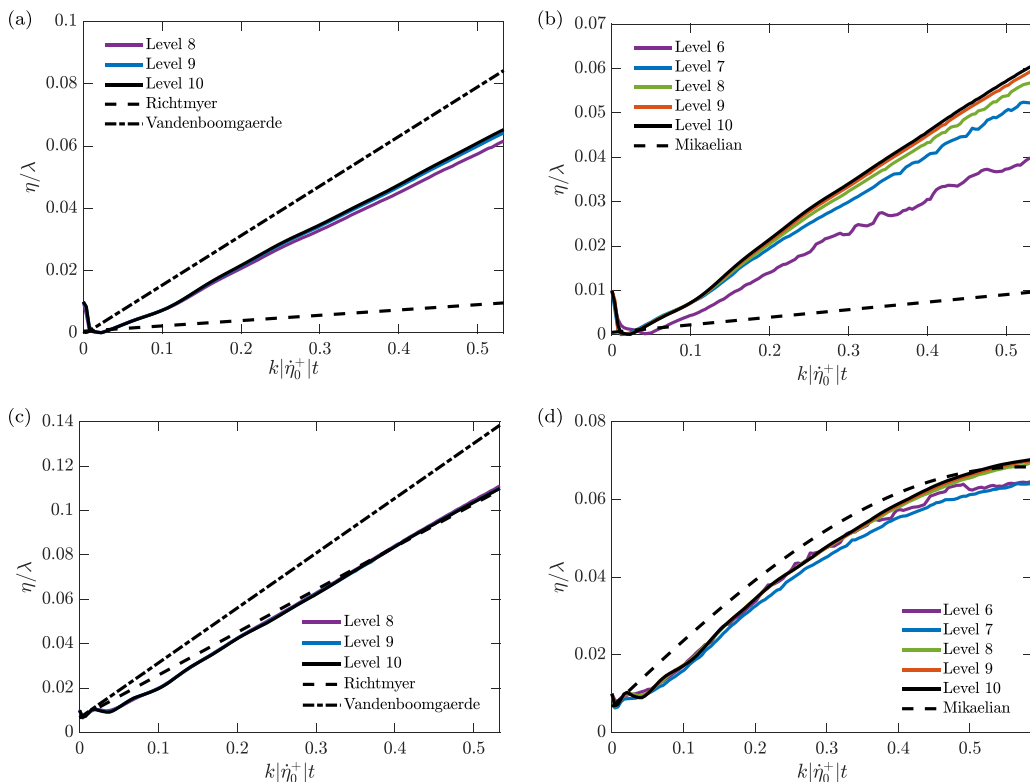 (a)
0.1
0.08
0.06
0.04
0.02
0
η/λ
Level 8
Level 9
Level 10
Richtmyer
Vandenboomgaerde
0 0.1 0.2 0.3 0.4 0.5
k|η̇₀⁺|t
(b)
0.07
0.06
0.05
0.04
0.03
0.02
0.01
0
η/λ
Level 6
Level 7
Level 8
Level 9
Level 10
Mikaelian
0 0.1 0.2 0.3 0.4 0.5
k|η̇₀⁺|t
(c)
0.14
0.12
0.1
0.08
0.06
0.04
0.02
0
η/λ
Level 8
Level 9
Level 10
Richtmyer
Vandenboomgaerde
0 0.1 0.2 0.3 0.4 0.5
k|η̇₀⁺|t
(d)
0.08
0.06
0.04
0.02
0
η/λ
Level 6
Level 7
Level 8
Level 9
Level 10
Mikaelian
0 0.1 0.2 0.3 0.4 0.5
k|η̇₀⁺|t